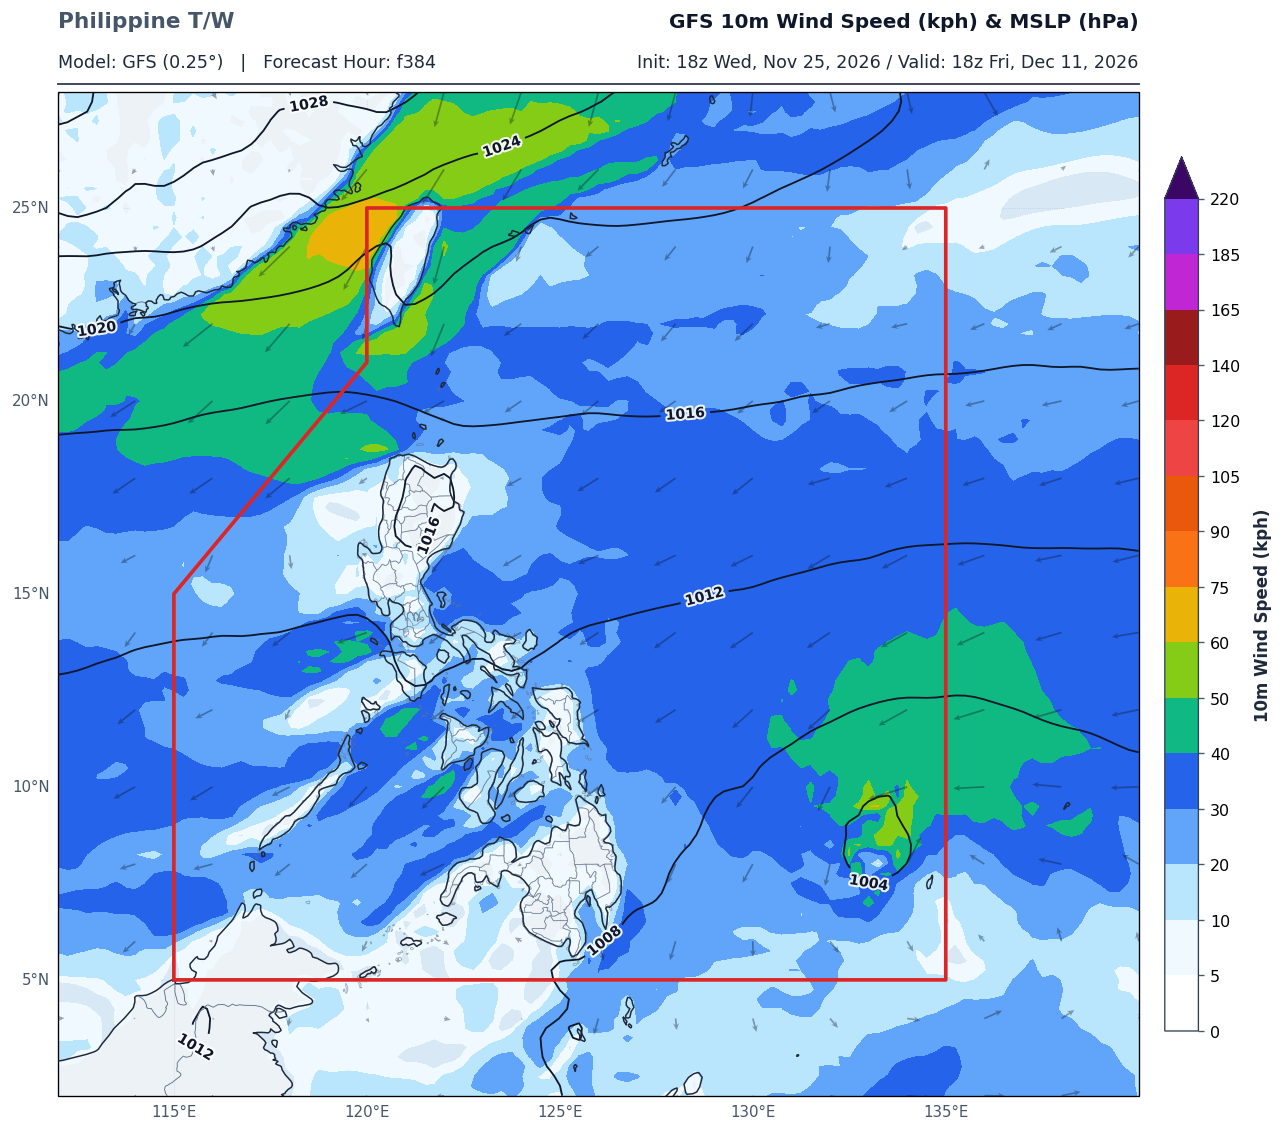 Philippine T/W
GFS 10m Wind Speed (kph) & MSLP (hPa)
Model: GFS (0.25°) | Forecast Hour: f384
Init: 18z Wed, Nov 25, 2026 / Valid: 18z Fri, Dec 11, 2026
1028
1024
1020
1016
1016
1012
1008
1004
1012
25°N
20°N
15°N
10°N
5°N
115°E
120°E
125°E
130°E
135°E
220
185
165
140
120
105
90
75
60
50
40
30
20
10
5
0
10m Wind Speed (kph)